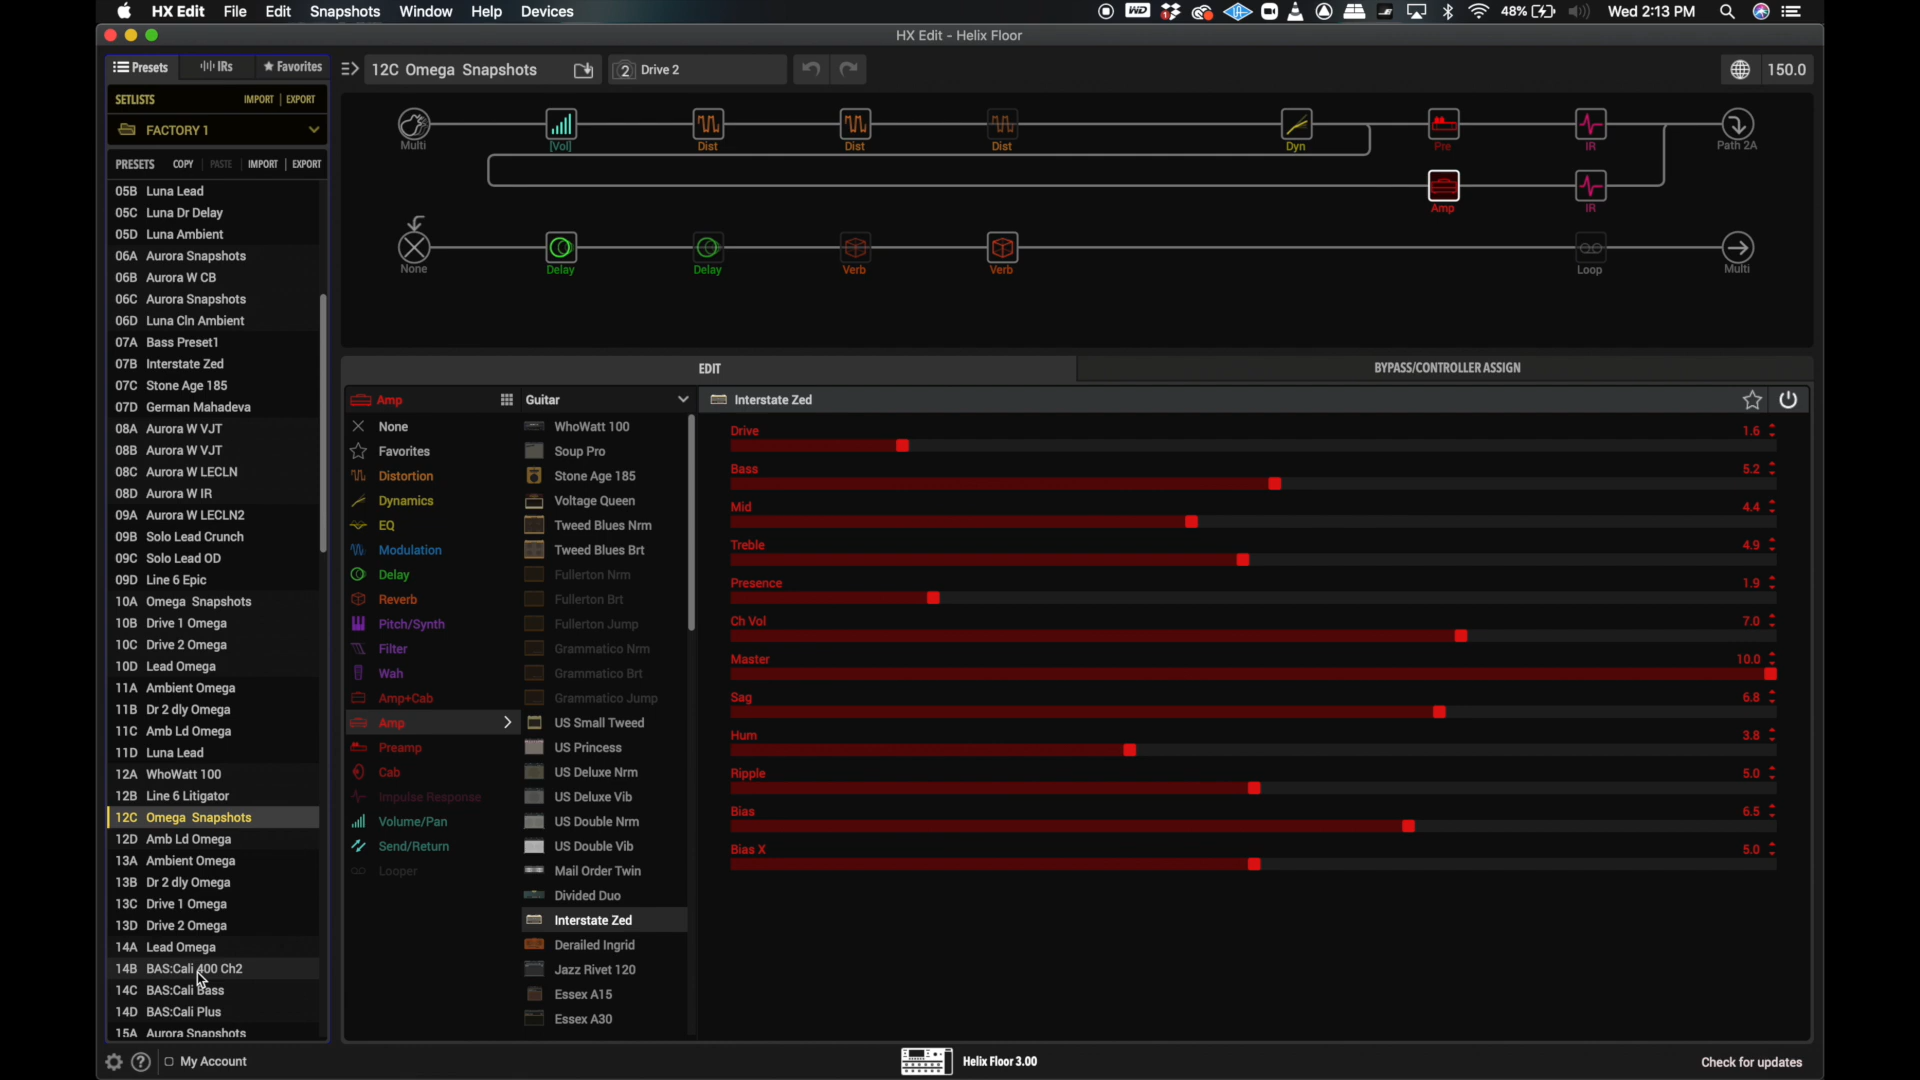 HX Edit File Edit Snapshots Window Help Devices WD 48% Wed 2:13 PM
HX Edit - Helix Floor
Presets IRs Favorites 12C Omega Snapshots 2 Drive 2 150.0
SETLISTS IMPORT | EXPORT
FACTORY 1
PRESETS COPY | PASTE | IMPORT | EXPORT
05B Luna Lead
05C Luna Dr Delay
05D Luna Ambient
06A Aurora Snapshots
06B Aurora W CB
06C Aurora Snapshots
06D Luna Cln Ambient
07A Bass Preset1
07B Interstate Zed
07C Stone Age 185
07D German Mahadeva
08A Aurora W VJT
08B Aurora W VJT
08C Aurora W LECLN
08D Aurora W IR
09A Aurora W LECLN2
09B Solo Lead Crunch
09C Solo Lead OD
09D Line 6 Epic
10A Omega Snapshots
10B Drive 1 Omega
10C Drive 2 Omega
10D Lead Omega
11A Ambient Omega
11B Dr 2 dly Omega
11C Amb Ld Omega
11D Luna Lead
12A WhoWatt 100
12B Line 6 Litigator
12C Omega Snapshots
12D Amb Ld Omega
13A Ambient Omega
13B Dr 2 dly Omega
13C Drive 1 Omega
13D Drive 2 Omega
14A Lead Omega
14B BAS:Cali 400 Ch2
14C BAS:Cali Bass
14D BAS:Cali Plus
15A Aurora Snapshots
Multi [Vol] Dist Dist Dist Dyn Pre IR Path 2A
Amp IR
None Delay Delay Verb Verb Loop Multi
EDIT BYPASS/CONTROLLER ASSIGN
Amp Guitar Interstate Zed
None
Favorites
Distortion
Dynamics
EQ
Modulation
Delay
Reverb
Pitch/Synth
Filter
Wah
Amp+Cab
Amp
Preamp
Cab
Impulse Response
Volume/Pan
Send/Return
Looper
WhoWatt 100
Soup Pro
Stone Age 185
Voltage Queen
Tweed Blues Nrm
Tweed Blues Brt
Fullerton Nrm
Fullerton Brt
Fullerton Jump
Grammatico Nrm
Grammatico Brt
Grammatico Jump
US Small Tweed
US Princess
US Deluxe Nrm
US Deluxe Vib
US Double Nrm
US Double Vib
Mail Order Twin
Divided Duo
Interstate Zed
Derailed Ingrid
Jazz Rivet 120
Essex A15
Essex A30
Drive 1.6
Bass 5.2
Mid 4.4
Treble 4.9
Presence 1.9
Ch Vol 7.0
Master 10.0
Sag 6.8
Hum 3.8
Ripple 5.0
Bias 6.5
Bias X 5.0
My Account Helix Floor 3.00 Check for updates